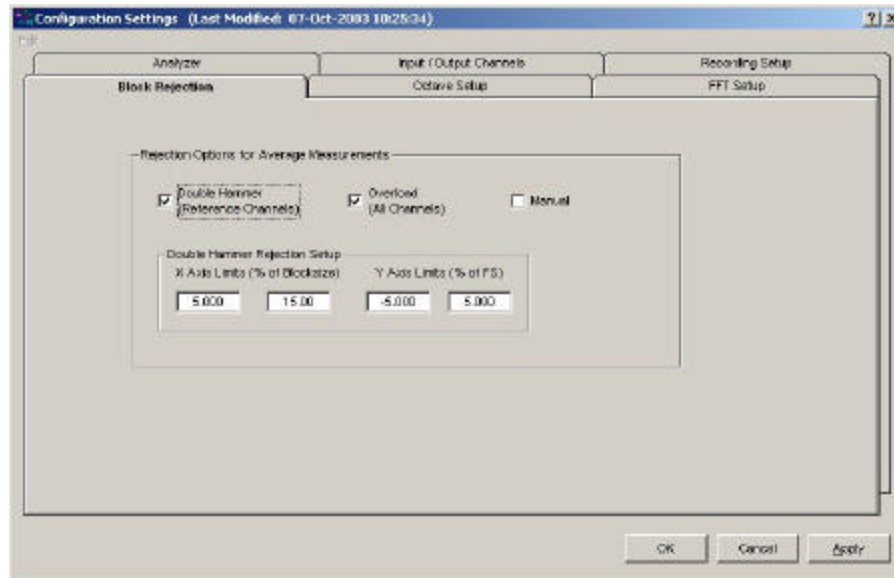 Configuration Settings (Last Modified: 07-Oct-2003 10:25:34)
Edit
Analyzer
Input / Output Channels
Recording Setup
Block Rejection
Octave Setup
FFT Setup
Rejection Options for Average Measurements
Double Hammer
(Reference Channels)
Overload
(All Channels)
Manual
Double Hammer Rejection Setup
X Axis Limits (% of Blocksize)
Y Axis Limits (% of FS)
5.000
15.00
-5.000
5.000
OK
Cancel
Apply